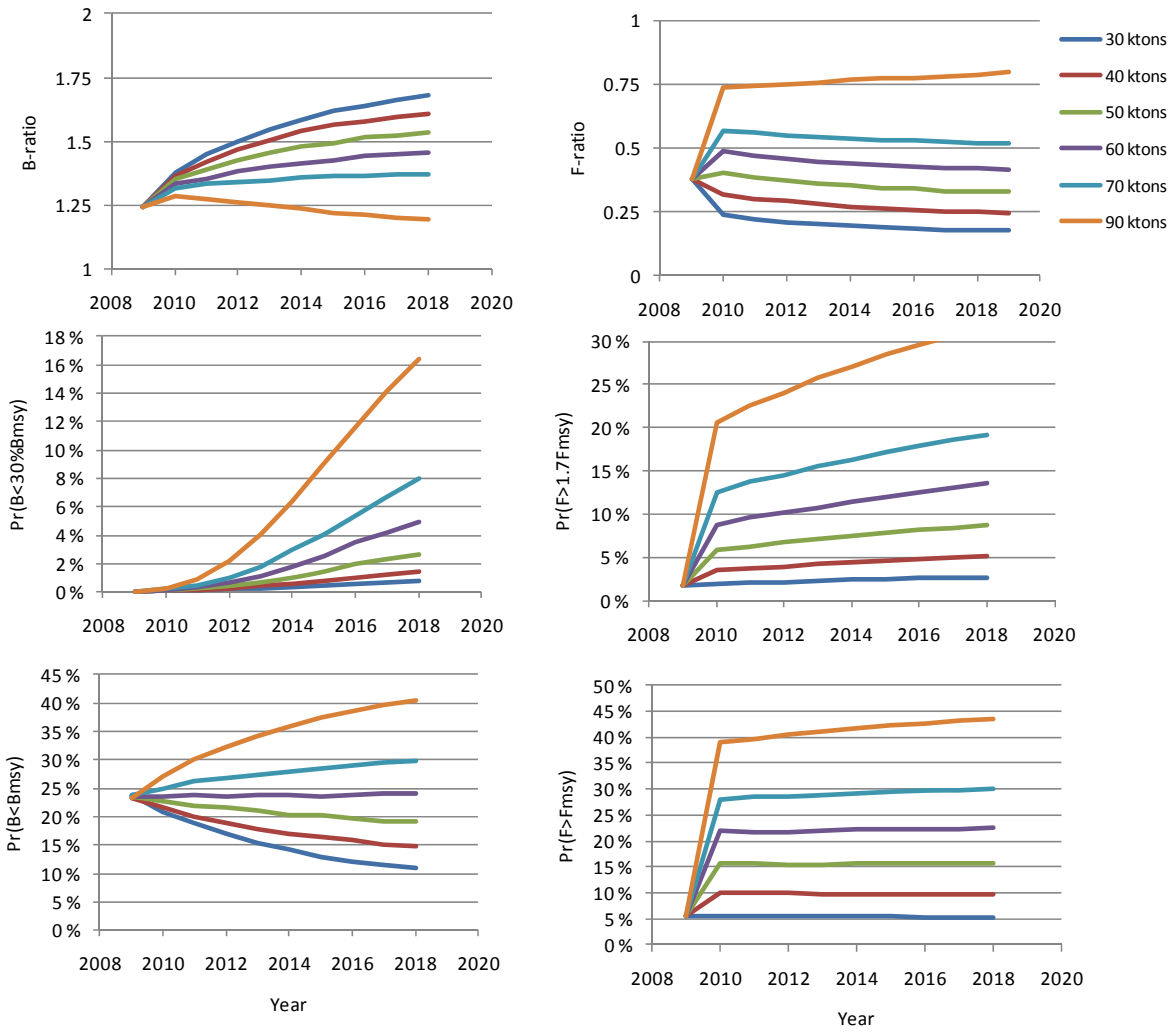 2
1.75
1.5
1.25
1
B-ratio
2008 2010 2012 2014 2016 2018 2020
1
0.75
0.5
0.25
0
F-ratio
2008 2010 2012 2014 2016 2018 2020
30 ktons
40 ktons
50 ktons
60 ktons
70 ktons
90 ktons
18 %
16 %
14 %
12 %
10 %
8 %
6 %
4 %
2 %
0 %
Pr(B<30%Bmsy)
2008 2010 2012 2014 2016 2018 2020
30 %
25 %
20 %
15 %
10 %
5 %
0 %
Pr(F>1.7Fmsy)
2008 2010 2012 2014 2016 2018 2020
45 %
40 %
35 %
30 %
25 %
20 %
15 %
10 %
5 %
0 %
Pr(B<Bmsy)
2008 2010 2012 2014 2016 2018 2020
Year
50 %
45 %
40 %
35 %
30 %
25 %
20 %
15 %
10 %
5 %
0 %
Pr(F>Fmsy)
2008 2010 2012 2014 2016 2018 2020
Year